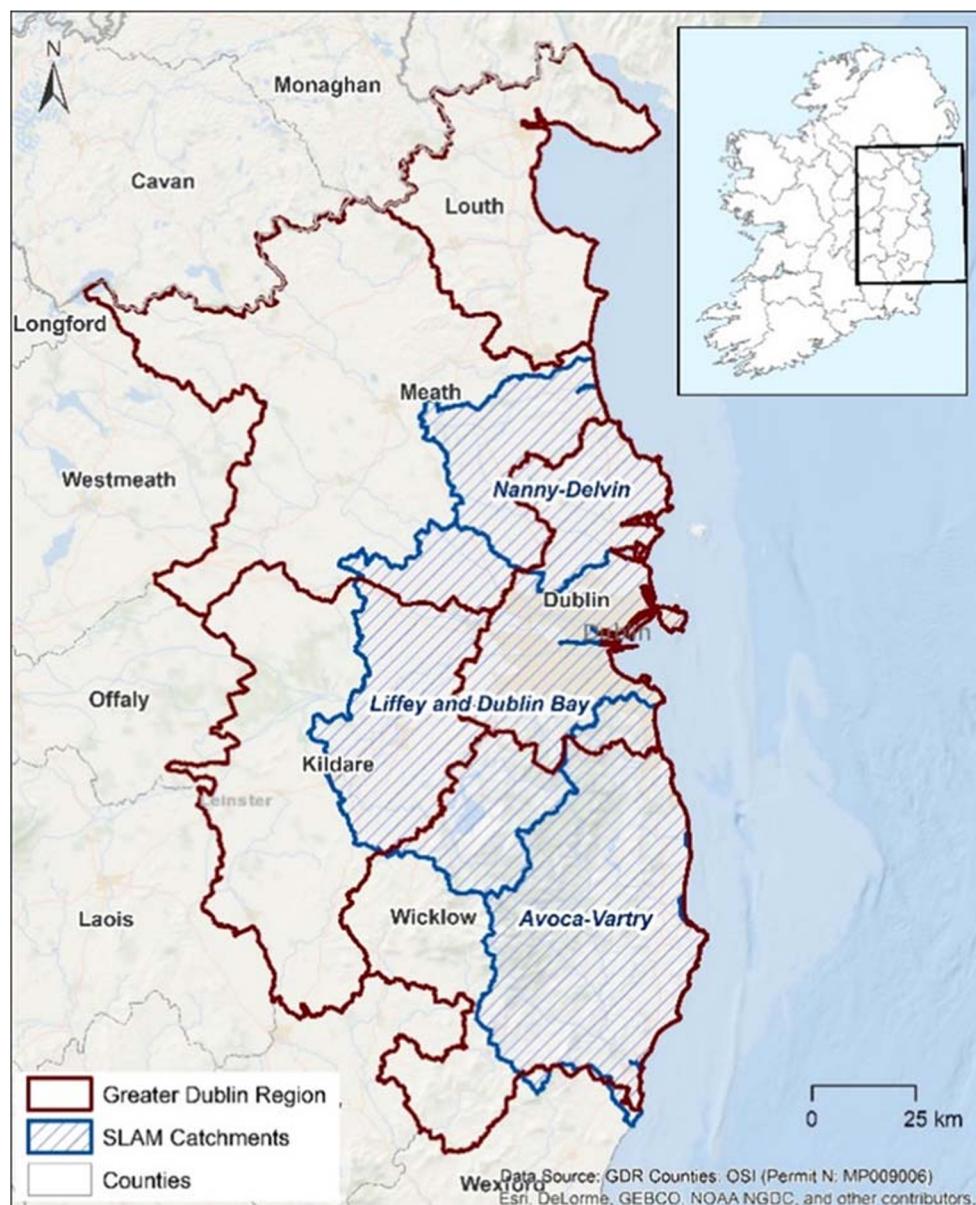 N
Monaghan
Cavan
Louth
Longford
Meath
Westmeath
Nanny-Delvin
Dublin
Dublin
Offaly
Liffey and Dublin Bay
Kildare
Leinster
Laois
Wicklow
Avoca-Vartry
Greater Dublin Region
SLAM Catchments
Counties
0 25 km
Wexford
Data Source: GDR Counties: OSI (Permit N: MP009006)
Esri, DeLorme, GEBCO, NOAA NGDC, and other contributors